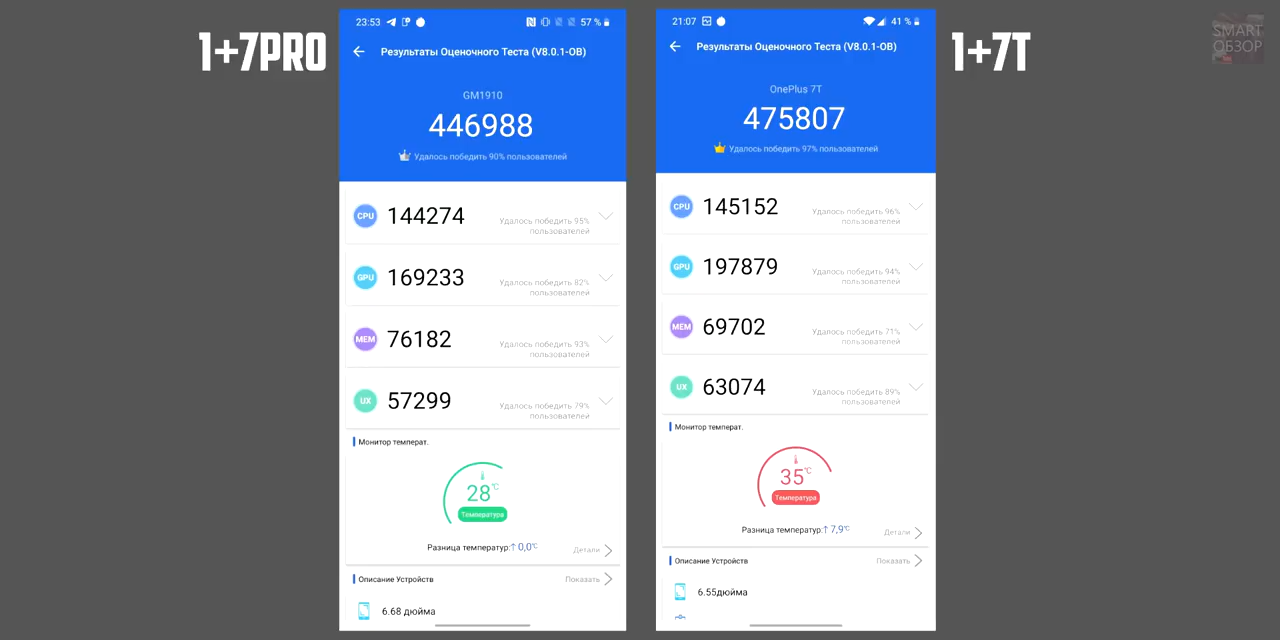 1+7PRO
23:53
57 %
Результаты Оценочного Теста (V8.0.1-OB)
GM1910
446988
Удалось победить 90% пользователей
CPU
144274
Удалось победить 95%
пользователей
GPU
169233
Удалось победить 82%
пользователей
MEM
76182
Удалось победить 93%
пользователей
UX
57299
Удалось победить 79%
пользователей
Монитор температ.
28°C
Температура
Разница температур:↑ 0,0°C
Детали
Описание Устройств
Показать
6.68 дюйма
21:07
41 %
Результаты Оценочного Теста (V8.0.1-OB)
OnePlus 7T
475807
Удалось победить 97% пользователей
CPU
145152
Удалось победить 96%
пользователей
GPU
197879
Удалось победить 94%
пользователей
MEM
69702
Удалось победить 71%
пользователей
UX
63074
Удалось победить 89%
пользователей
Монитор температ.
35°C
Температура
Разница температур:↑ 7,9°C
Детали
Описание Устройств
Показать
6.55дюйма
1+7T
SMART
ОБЗОР